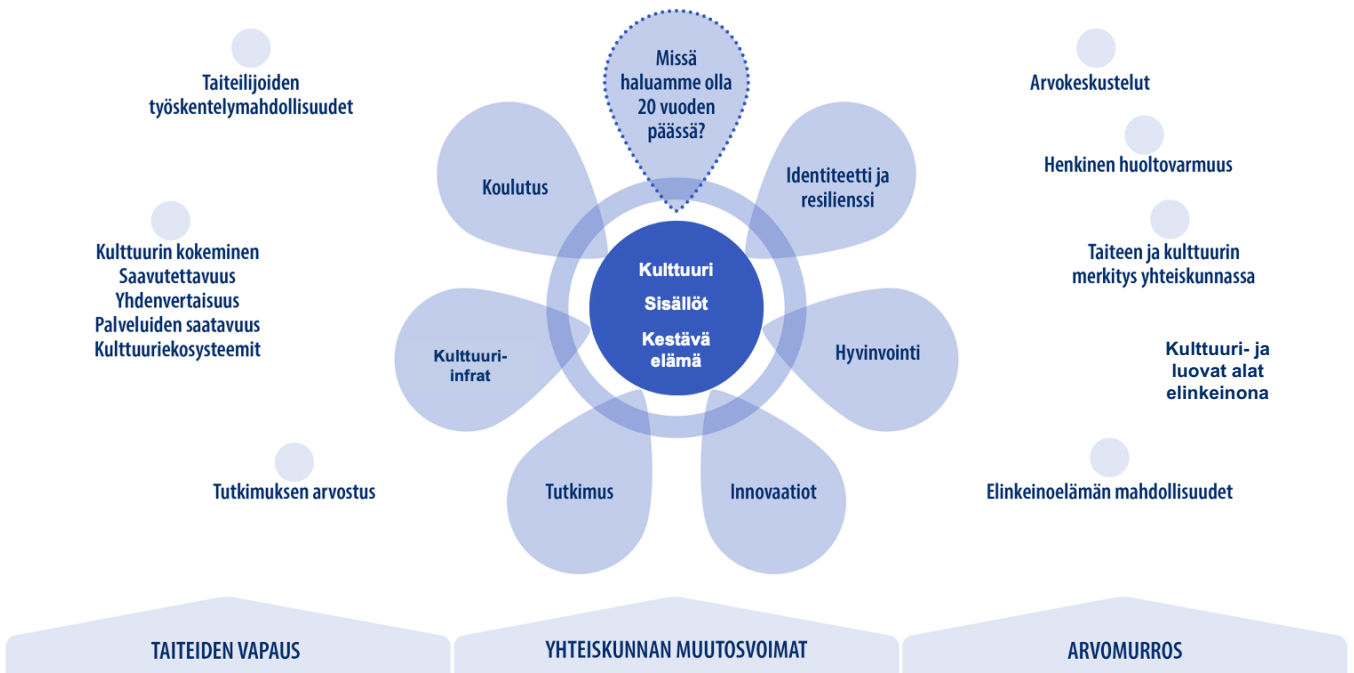 Missä
haluamme olla
20 vuoden
päässä?
Taiteilijoiden
työskentelymahdollisuudet
Kulttuurin kokeminen
Saavutettavuus
Yhdenvertaisuus
Palveluiden saatavuus
Kulttuuriekosysteemit
Tutkimuksen arvostus
Koulutus
Kulttuuri-
infrat
Tutkimus
Kulttuuri
Sisällöt
Kestävä
elämä
Identiteetti ja
resilienssi
Hyvinvointi
Innovaatiot
Arvokeskustelut
Henkinen huoltovarmuus
Taiteen ja kulttuurin
merkitys yhteiskunnassa
Kulttuuri- ja
luovat alat
elinkeinona
Elinkeinoelämän mahdollisuudet
TAITEIDEN VAPAUS
YHTEISKUNNAN MUUTOSVOIMAT
ARVOMURROS